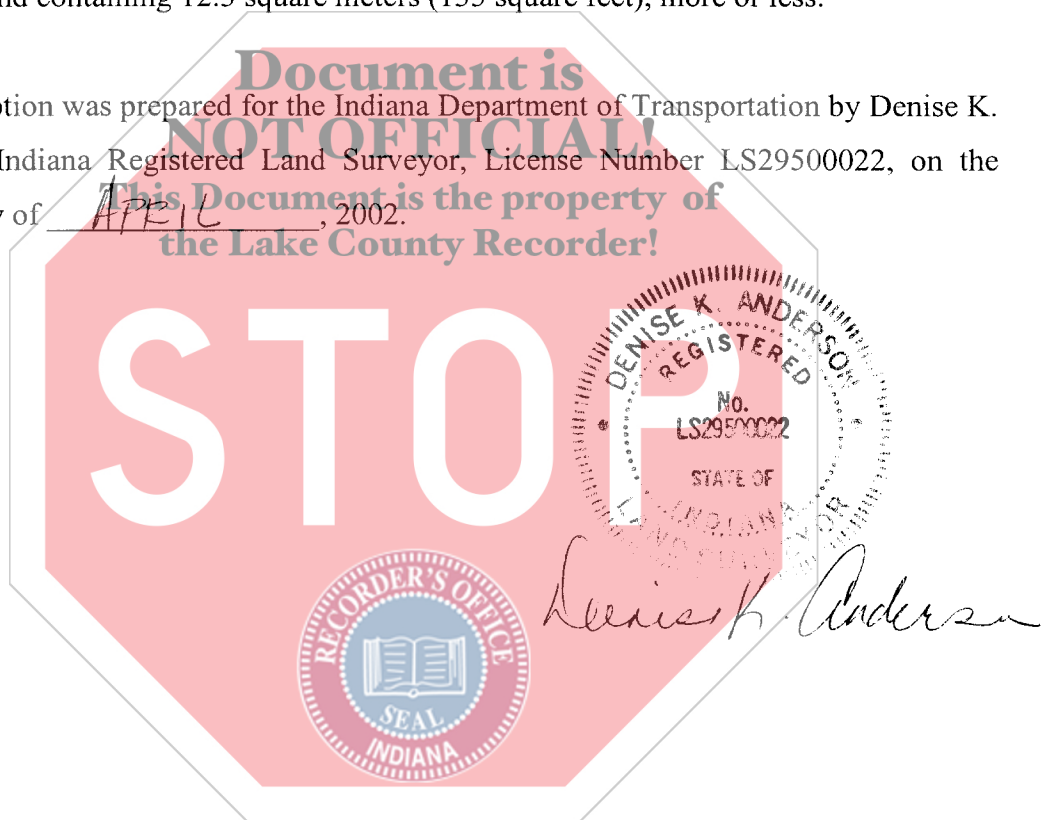 nd containing 12.5 square meters (135 square feet), more or less.
Document is
ption was prepared for the Indiana Department of Transportation by Denise K.
NOT OFFICIAL!
Indiana Registered Land Surveyor, License Number LS29500022, on the
This Document is the property of
y of APRIL, 2002.
the Lake County Recorder!
STOP
DENISE K. ANDERSON
REGISTERED
No.
LS29500022
STATE OF
INDIANA
LAND SURVEYOR
Denise K. Anderson
RECORDER'S OFFICE
SEAL
INDIANA